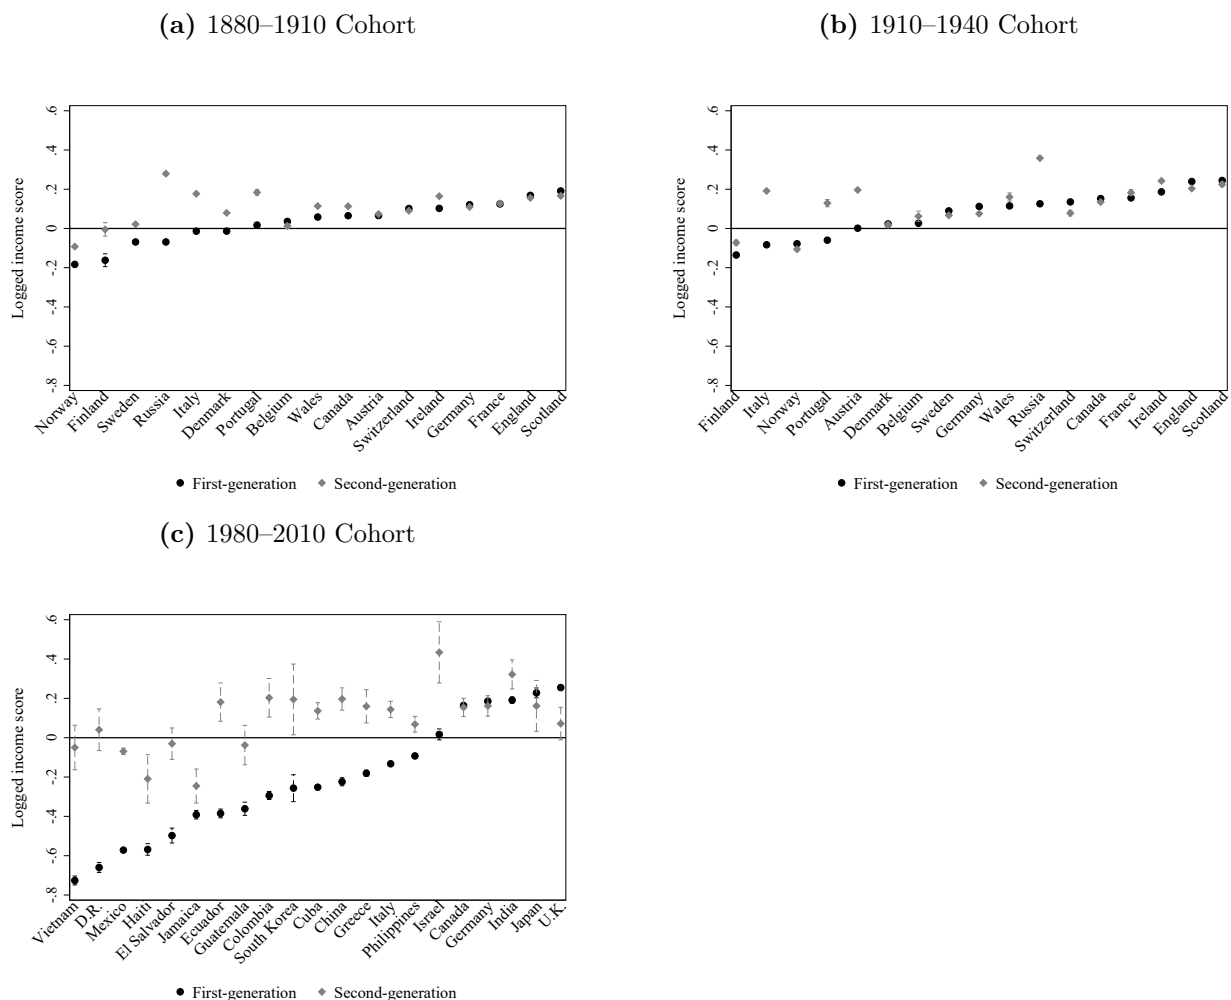 (a) 1880–1910 Cohort
Logged income score
.6
.4
.2
0
-.2
-.4
-.6
-.8
Norway
Finland
Sweden
Russia
Italy
Denmark
Portugal
Belgium
Wales
Canada
Austria
Switzerland
Ireland
Germany
France
England
Scotland
First-generation Second-generation
(b) 1910–1940 Cohort
Logged income score
.6
.4
.2
0
-.2
-.4
-.6
-.8
Finland
Italy
Norway
Portugal
Austria
Denmark
Belgium
Sweden
Germany
Wales
Russia
Switzerland
Canada
France
Ireland
England
Scotland
First-generation Second-generation
(c) 1980–2010 Cohort
Logged income score
.6
.4
.2
0
-.2
-.4
-.6
-.8
Vietnam
D.R.
Mexico
Haiti
El Salvador
Jamaica
Ecuador
Guatemala
Colombia
South Korea
Cuba
China
Greece
Italy
Philippines
Israel
Canada
Germany
India
Japan
U.K.
First-generation Second-generation